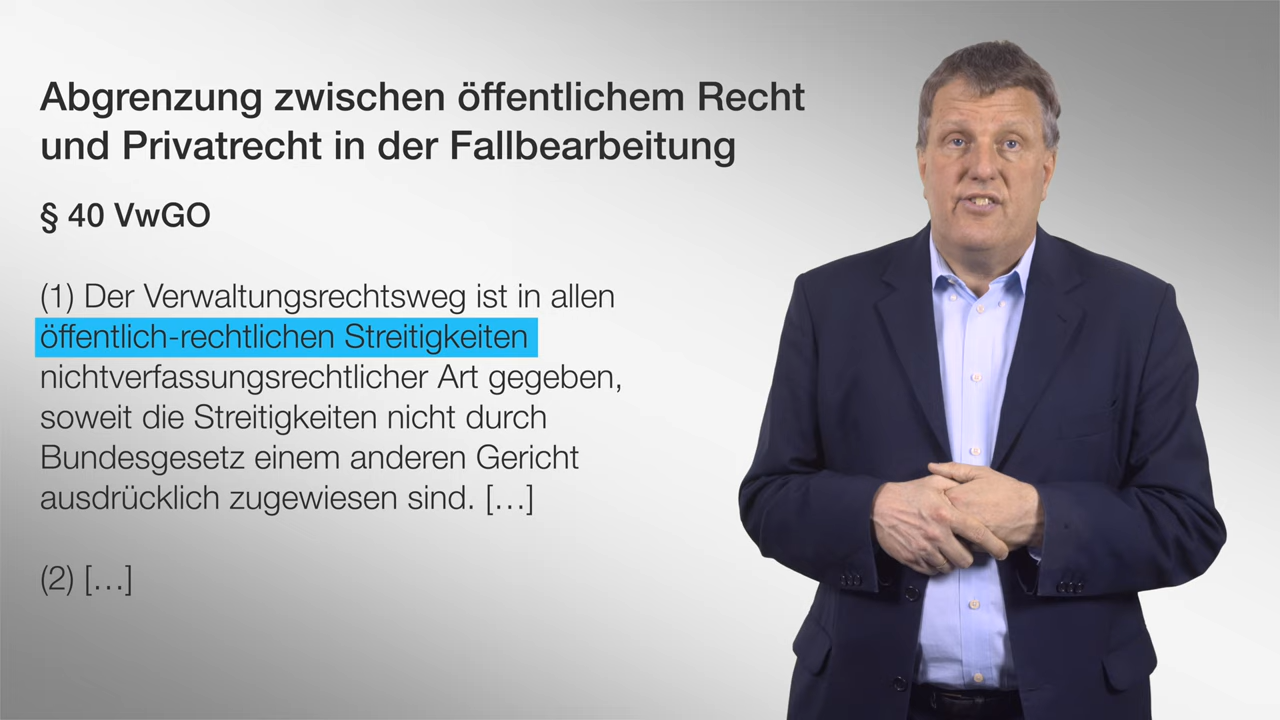 Abgrenzung zwischen öffentlichem Recht
und Privatrecht in der Fallbearbeitung
§ 40 VwGO
(1) Der Verwaltungsrechtsweg ist in allen
öffentlich-rechtlichen Streitigkeiten
nichtverfassungsrechtlicher Art gegeben,
soweit die Streitigkeiten nicht durch
Bundesgesetz einem anderen Gericht
ausdrücklich zugewiesen sind. […]
(2) […]